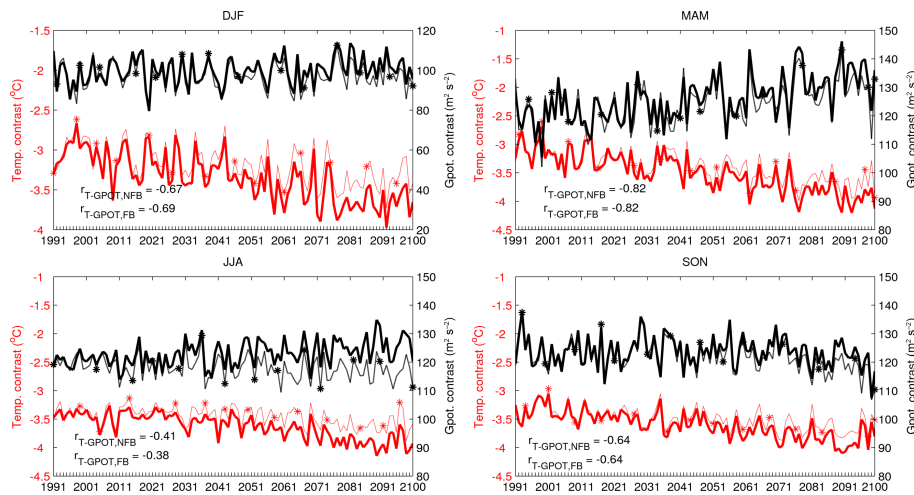 DJF
MAM
-1.5
-2
-2.5
-3
-3.5
-4
Temp. contrast (°C)
120
100
80
60
40
20
Gpot. contrast (m² s⁻²)
r_T-GPOT,NFB = -0.67
r_T-GPOT,FB = -0.69
1991 2001 2011 2021 2031 2041 2051 2061 2071 2081 2091 2100
-1
-1.5
-2
-2.5
-3
-3.5
-4
-4.5
Temp. contrast (°C)
150
140
130
120
110
100
90
80
Gpot. contrast (m² s⁻²)
r_T-GPOT,NFB = -0.82
r_T-GPOT,FB = -0.82
1991 2001 2011 2021 2031 2041 2051 2061 2071 2081 2091 2100
JJA
SON
-1
-1.5
-2
-2.5
-3
-3.5
-4
-4.5
Temp. contrast (°C)
150
140
130
120
110
100
90
80
Gpot. contrast (m² s⁻²)
r_T-GPOT,NFB = -0.41
r_T-GPOT,FB = -0.38
1991 2001 2011 2021 2031 2041 2051 2061 2071 2081 2091 2100
-1
-1.5
-2
-2.5
-3
-3.5
-4
-4.5
Temp. contrast (°C)
150
140
130
120
110
100
90
80
Gpot. contrast (m² s⁻²)
r_T-GPOT,NFB = -0.64
r_T-GPOT,FB = -0.64
1991 2001 2011 2021 2031 2041 2051 2061 2071 2081 2091 2100